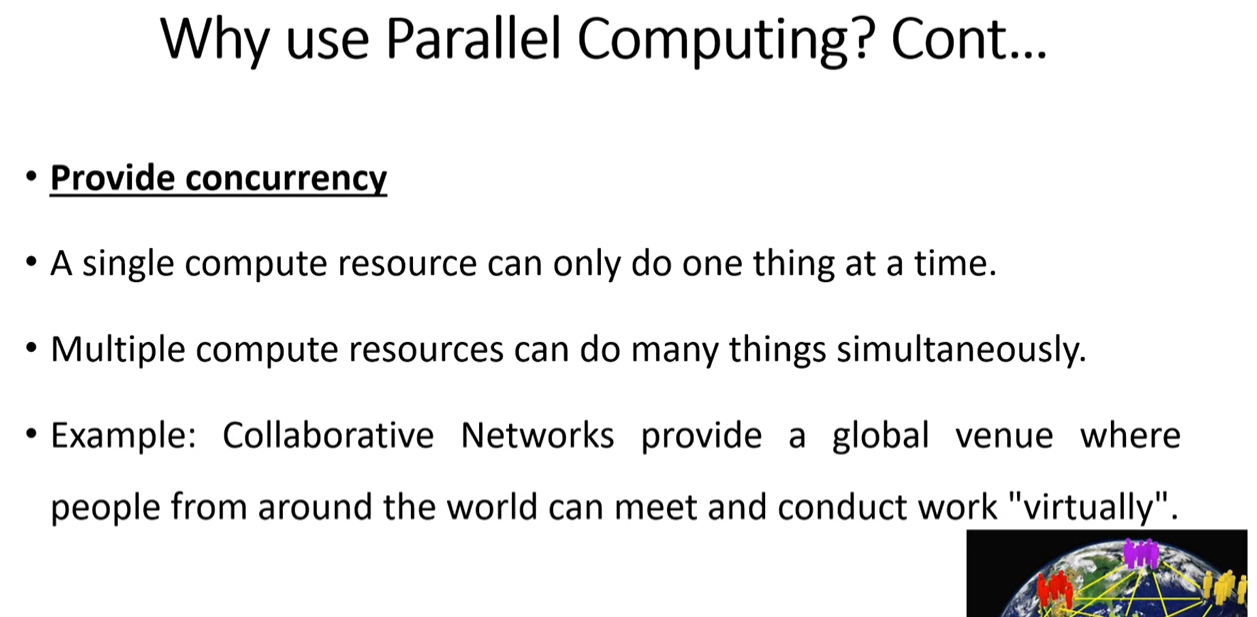 Why use Parallel Computing? Cont...
• Provide concurrency
• A single compute resource can only do one thing at a time.
• Multiple compute resources can do many things simultaneously.
• Example: Collaborative Networks provide a global venue where
people from around the world can meet and conduct work "virtually".